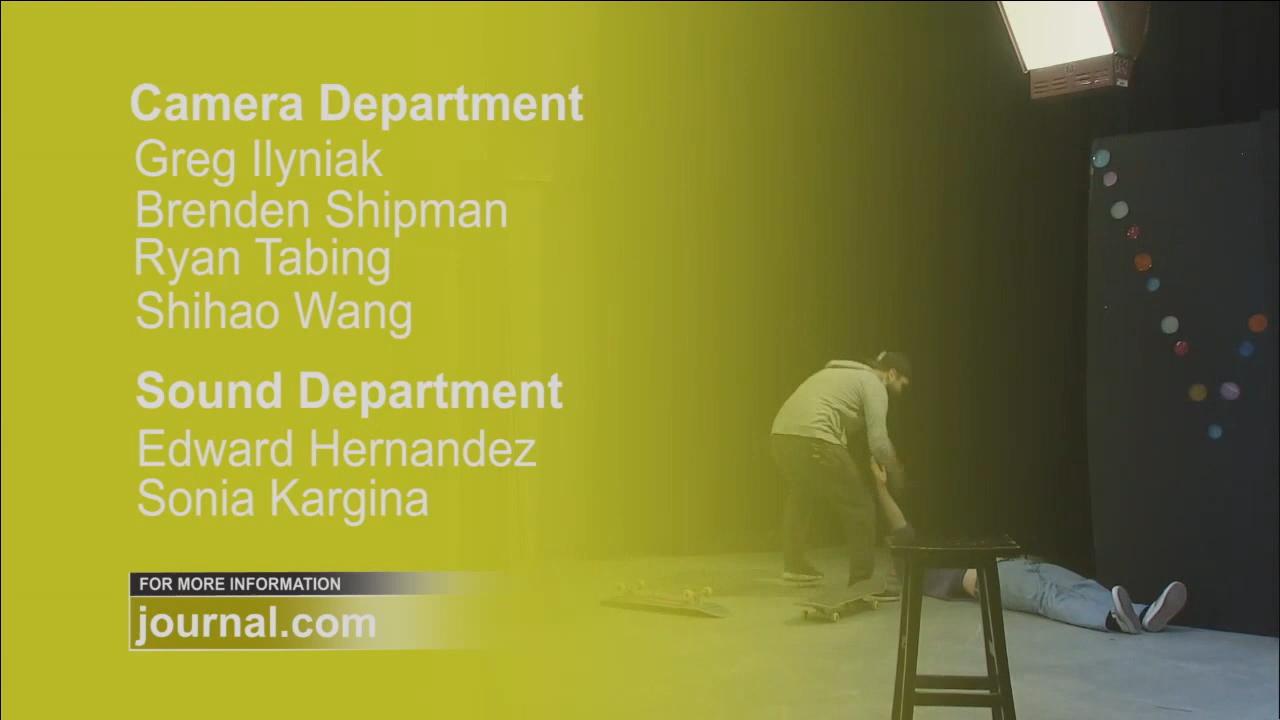 Camera Department
Greg Ilyniak
Brenden Shipman
Ryan Tabing
Shihao Wang
Sound Department
Edward Hernandez
Sonia Kargina
FOR MORE INFORMATION
journal.com